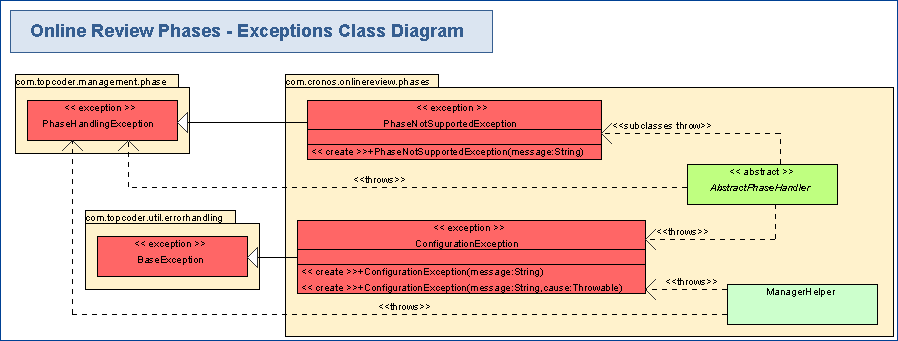 Online Review Phases - Exceptions Class Diagram
com.topcoder.management.phase
<< exception >>
PhaseHandlingException
com.cronos.onlinereview.phases
<< exception >>
PhaseNotSupportedException
<< create >>+PhaseNotSupportedException(message:String)
<<subclasses throw>>
<< abstract >>
AbstractPhaseHandler
<<throws>>
com.topcoder.util.errorhandling
<< exception >>
BaseException
<< exception >>
ConfigurationException
<< create >>+ConfigurationException(message:String)
<< create >>+ConfigurationException(message:String,cause:Throwable)
<<throws>>
<<throws>>
ManagerHelper
<<throws>>